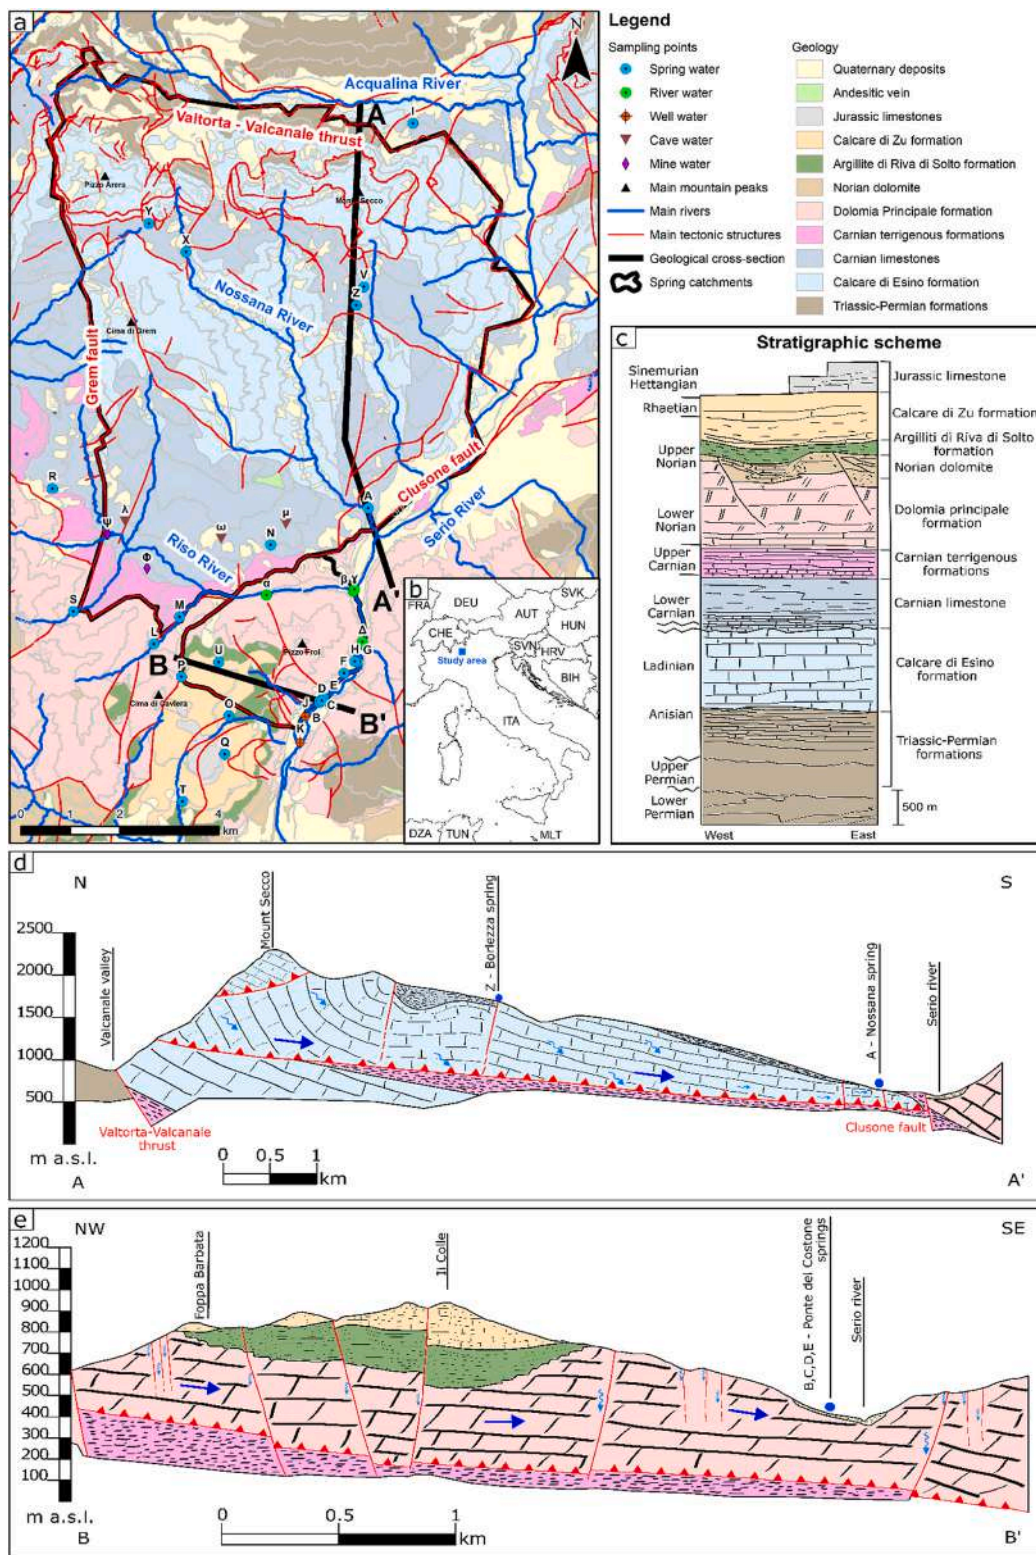 a
N
Acqualina River
A
I
Valtorta - Valcanale thrust
Pizzo Arera
Monte Secco
Y
X
V
Z
Nossana River
Cima di Grem
Grem fault
Clusone fault
R
A
Serio River
λ
μ
ω
Ψ
N
Φ
Riso River
α
β
γ
A'
S
M
Δ
L
G
B
Pizzo Frol
H
U
F
P
E
D
Cima di Cavlera
J
C
O
B
B'
K
Q
T
0
2
4
km
b
FRA
DEU
SVK
AUT
HUN
CHE
SVN
HRV
Study area
BIH
ITA
DZA
TUN
MLT
Legend
Sampling points
Spring water
River water
Well water
Cave water
Mine water
Main mountain peaks
Main rivers
Main tectonic structures
Geological cross-section
Spring catchments
Geology
Quaternary deposits
Andesitic vein
Jurassic limestones
Calcare di Zu formation
Argillite di Riva di Solto formation
Norian dolomite
Dolomia Principale formation
Carnian terrigenous formations
Carnian limestones
Calcare di Esino formation
Triassic-Permian formations
c
Stratigraphic scheme
Sinemurian
Hettangian
Rhaetian
Upper
Norian
Lower
Norian
Upper
Carnian
Lower
Carnian
Ladinian
Anisian
Upper
Permian
Lower
Permian
Jurassic limestone
Calcare di Zu formation
Argilliti di Riva di Solto
formation
Norian dolomite
Dolomia principale
formation
Carnian terrigenous
formations
Carnian limestone
Calcare di Esino
formation
Triassic-Permian
formations
500 m
West
East
d
N
S
2500
2000
1500
1000
500
m a.s.l.
Valcanale valley
Mount Secco
Z - Borlezza spring
A - Nossana spring
Serio river
Valtorta-Valcanale
thrust
Clusone fault
0
0.5
1
km
A
A'
e
NW
SE
1200
1100
1000
900
800
700
600
500
400
300
200
100
m a.s.l.
Foppa Barbata
Il Colle
B,C,D,E - Ponte del Costone
springs
Serio river
0
0.5
1
km
B
B'